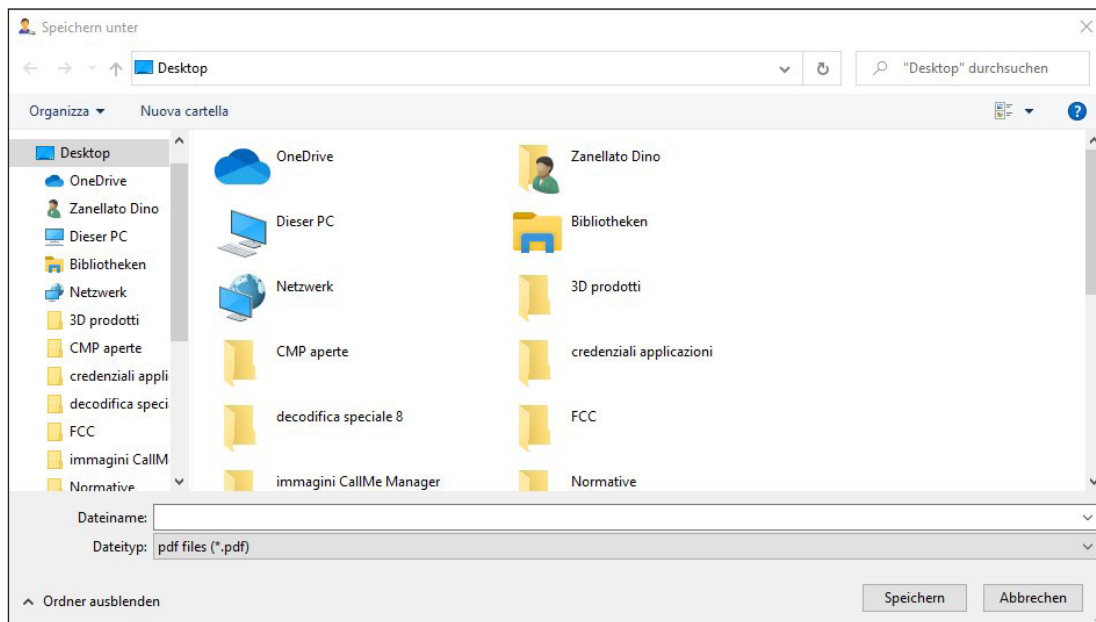 Speichern unter
Desktop
"Desktop" durchsuchen
Organizza
Nuova cartella
Desktop
OneDrive
Zanellato Dino
Dieser PC
Bibliotheken
Netzwerk
3D prodotti
CMP aperte
credenziali appli
decodifica speci
FCC
immagini CallM
Normative
OneDrive
Zanellato Dino
Dieser PC
Bibliotheken
Netzwerk
3D prodotti
CMP aperte
credenziali applicazioni
decodifica speciale 8
FCC
immagini CallMe Manager
Normative
Dateiname:
Dateityp: pdf files (*.pdf)
Ordner ausblenden
Speichern
Abbrechen